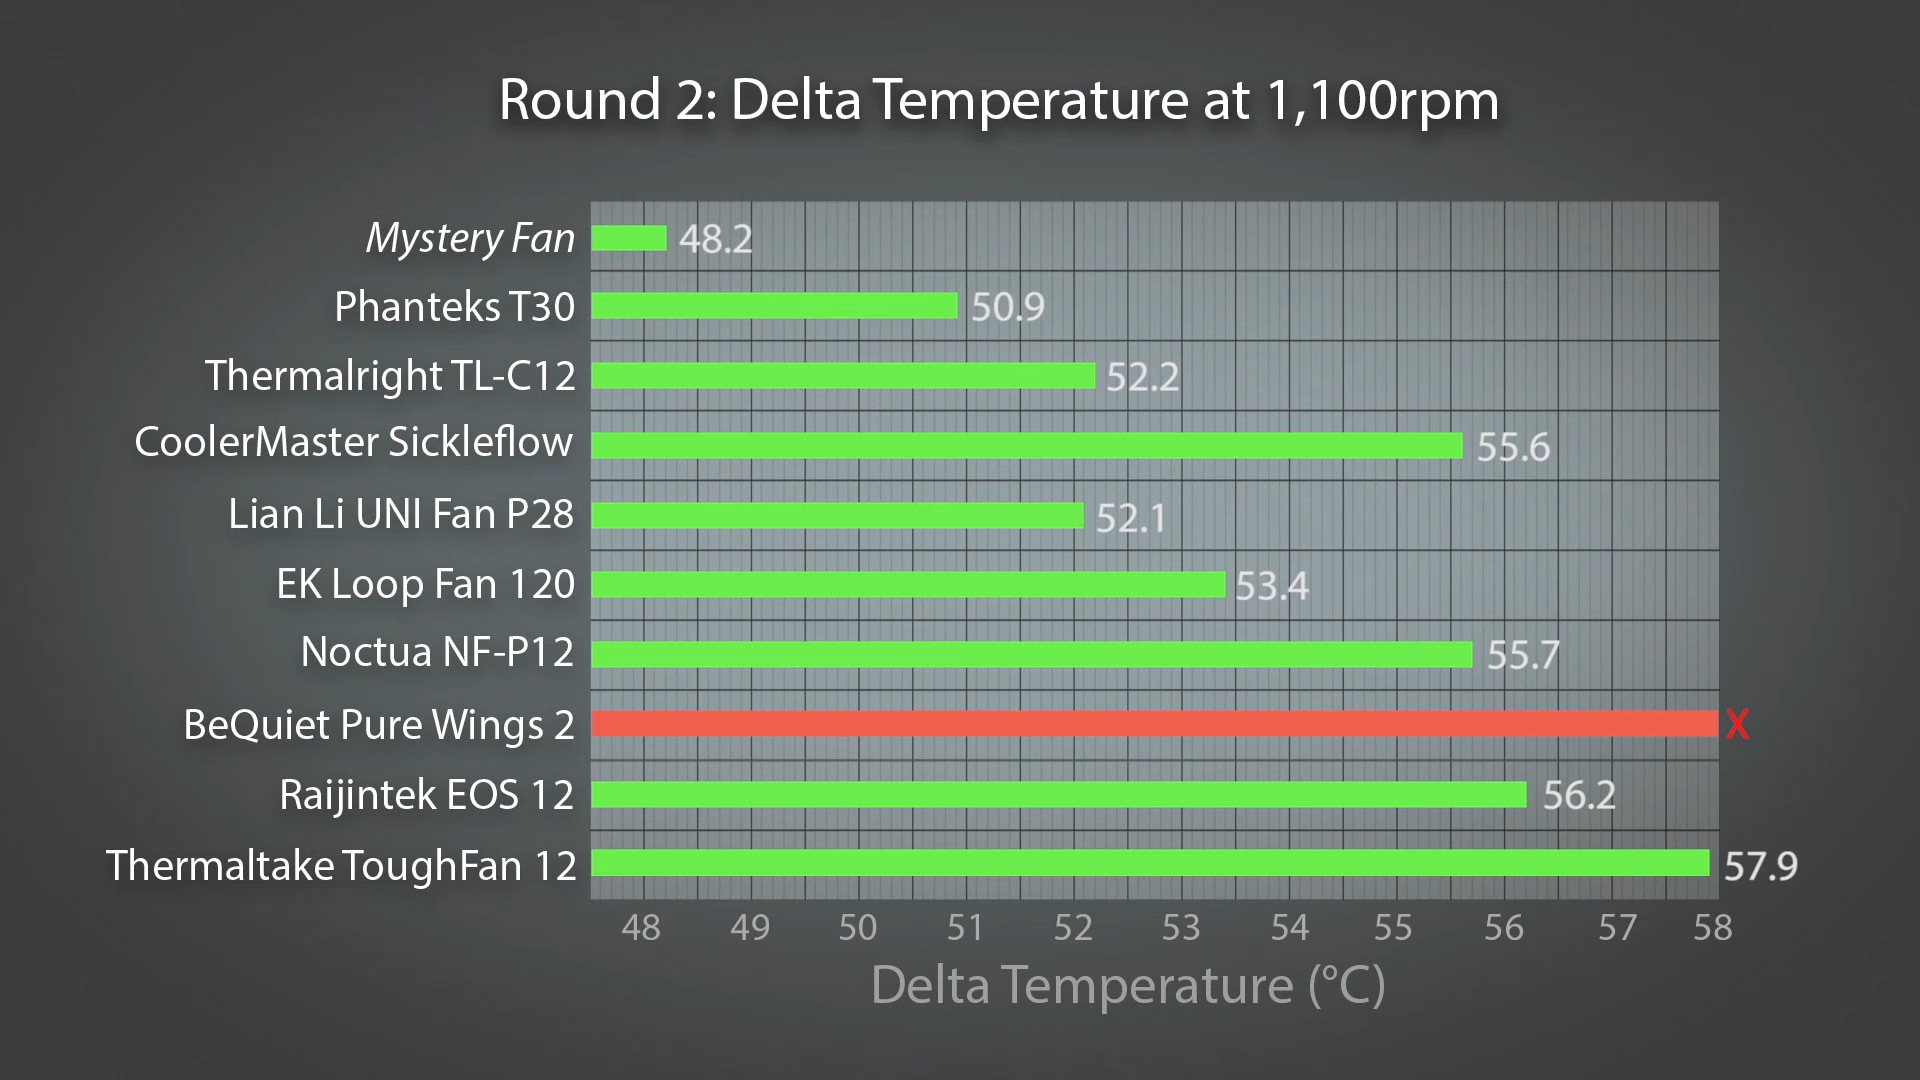 Round 2: Delta Temperature at 1,100rpm
Mystery Fan 48.2
Phanteks T30 50.9
Thermalright TL-C12 52.2
CoolerMaster Sickleflow 55.6
Lian Li UNI Fan P28 52.1
EK Loop Fan 120 53.4
Noctua NF-P12 55.7
BeQuiet Pure Wings 2 X
Raijintek EOS 12 56.2
Thermaltake ToughFan 12 57.9
48 49 50 51 52 53 54 55 56 57 58
Delta Temperature (°C)